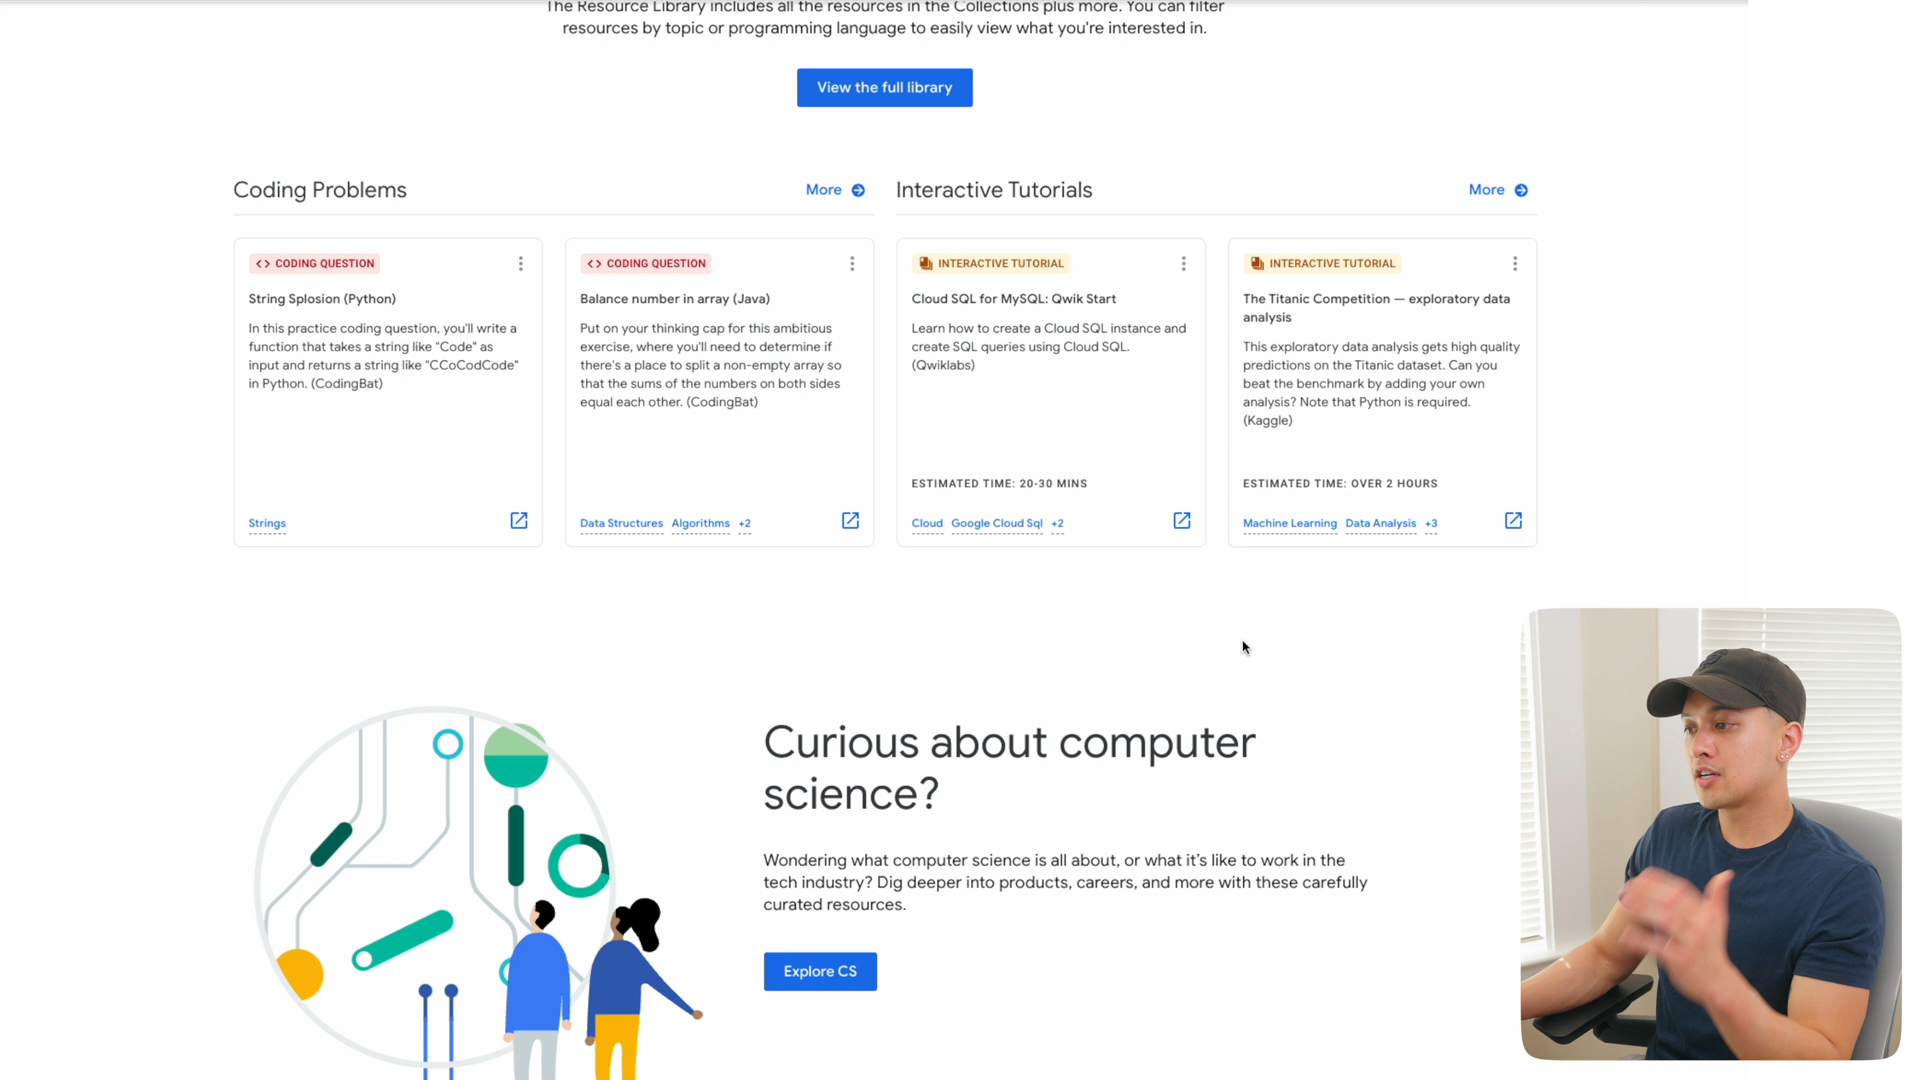 The Resource Library includes all the resources in the Collections plus more. You can filter
resources by topic or programming language to easily view what you're interested in.
View the full library
Coding Problems
More
Interactive Tutorials
More
CODING QUESTION
String Splosion (Python)
In this practice coding question, you'll write a
function that takes a string like "Code" as
input and returns a string like "CCoCodCode"
in Python. (CodingBat)
Strings
CODING QUESTION
Balance number in array (Java)
Put on your thinking cap for this ambitious
exercise, where you'll need to determine if
there's a place to split a non-empty array so
that the sums of the numbers on both sides
equal each other. (CodingBat)
Data Structures Algorithms +2
INTERACTIVE TUTORIAL
Cloud SQL for MySQL: Qwik Start
Learn how to create a Cloud SQL instance and
create SQL queries using Cloud SQL.
(Qwiklabs)
ESTIMATED TIME: 20-30 MINS
Cloud Google Cloud Sql +2
INTERACTIVE TUTORIAL
The Titanic Competition — exploratory data
analysis
This exploratory data analysis gets high quality
predictions on the Titanic dataset. Can you
beat the benchmark by adding your own
analysis? Note that Python is required.
(Kaggle)
ESTIMATED TIME: OVER 2 HOURS
Machine Learning Data Analysis +3
Curious about computer
science?
Wondering what computer science is all about, or what it's like to work in the
tech industry? Dig deeper into products, careers, and more with these carefully
curated resources.
Explore CS